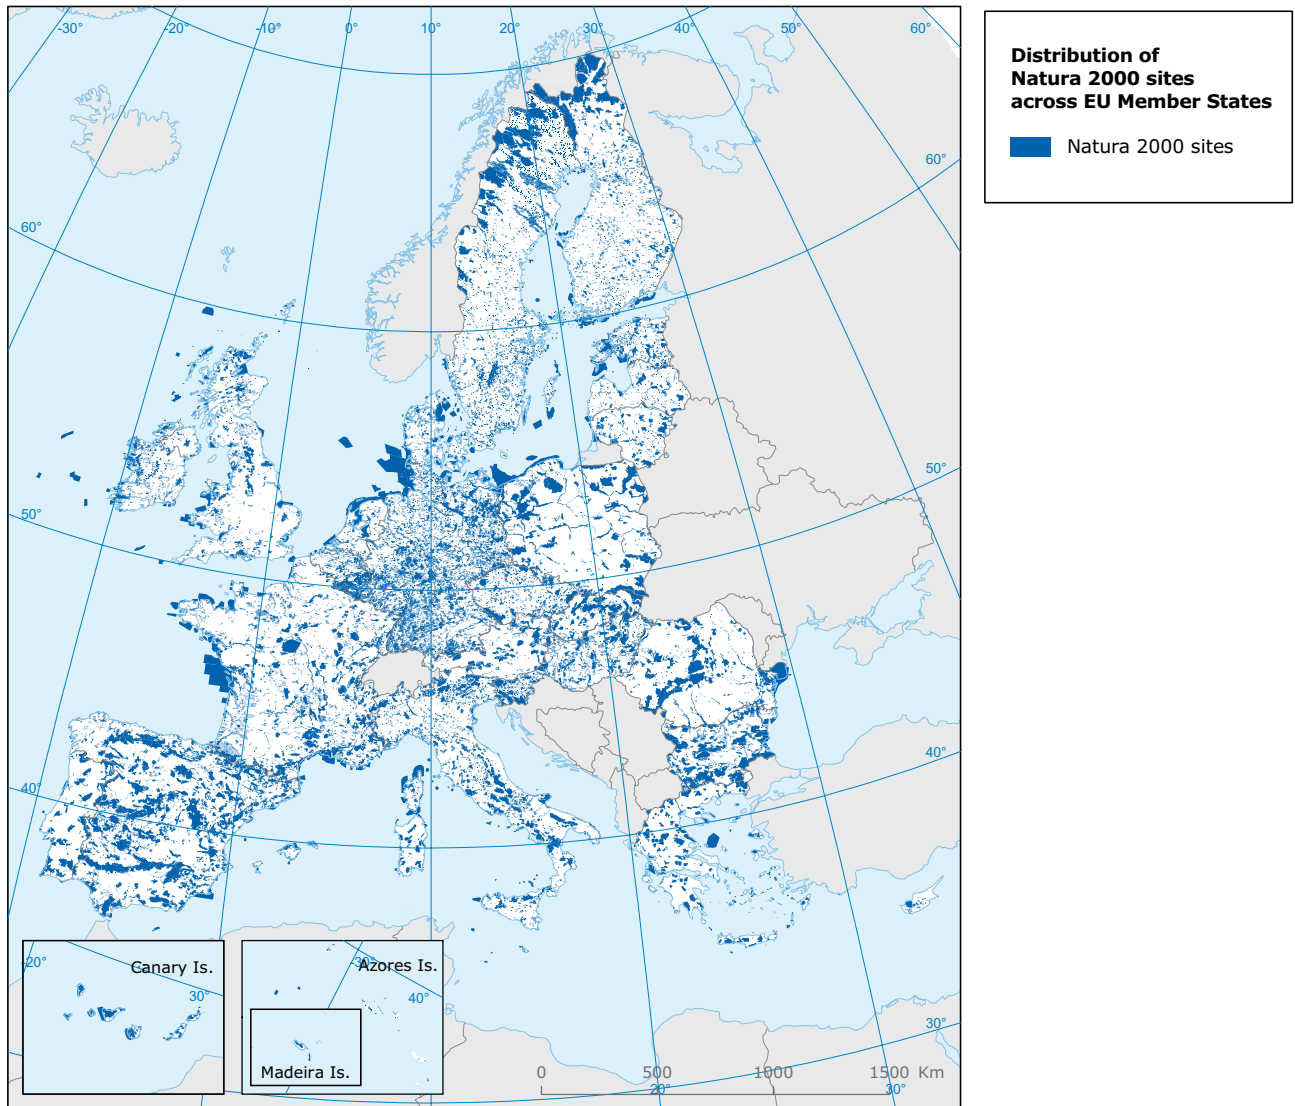 -30°
-20°
-10°
0°
10°
20°
30°
40°
50°
60°
60°
60°
50°
50°
40°
40°
30°
20°
30°
Canary Is.
-20°
30°
Azores Is.
-30°
40°
Madeira Is.
0 500 1000 1500 Km
Distribution of
Natura 2000 sites
across EU Member States
Natura 2000 sites